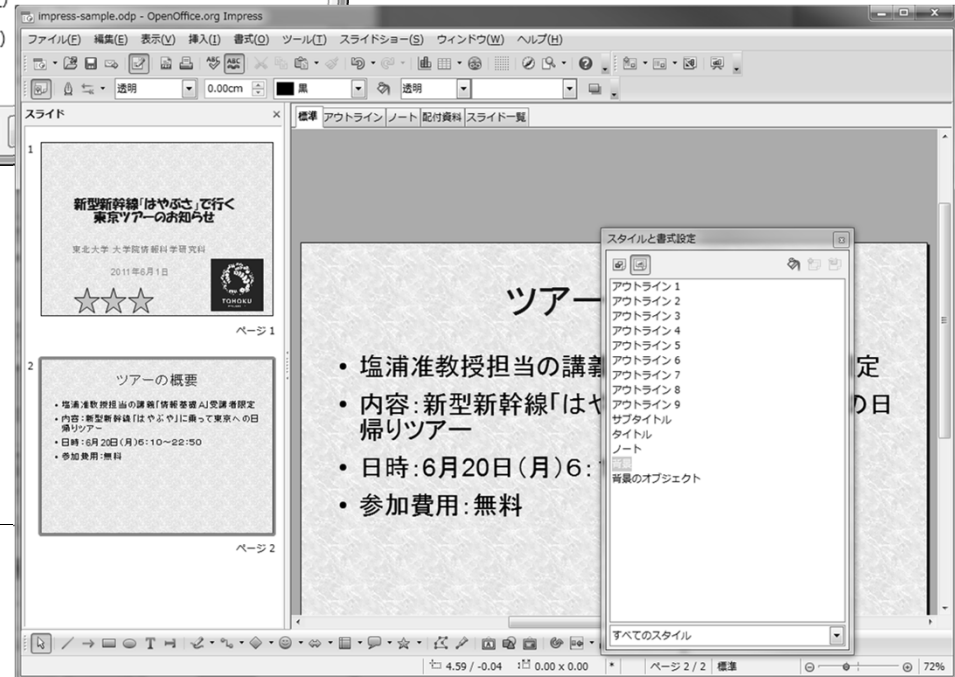 impress-sample.odp - OpenOffice.org Impress
ファイル(F) 編集(E) 表示(V) 挿入(I) 書式(O) ツール(T) スライドショー(S) ウィンドウ(W) ヘルプ(H)
透明 0.00cm 黒 透明
スライド
標準 アウトライン ノート 配付資料 スライド一覧
1
新型新幹線「はやぶさ」で行く
東京ツアーのお知らせ
東北大学 大学院情報科学研究科
2011年6月1日
TOHOKU
ページ 1
2
ツアーの概要
• 塩浦准教授担当の講義「情報基礎A」受講者限定
• 内容:新型新幹線「はやぶや」に乗って東京への日
帰りツアー
• 日時:6月20日(月)6:10～22:50
• 参加費用:無料
ページ 2
ツアー
• 塩浦准教授担当の講義 定
• 内容:新型新幹線「はや の日
帰りツアー
• 日時:6月20日(月)6:
• 参加費用:無料
スタイルと書式設定
アウトライン 1
アウトライン 2
アウトライン 3
アウトライン 4
アウトライン 5
アウトライン 6
アウトライン 7
アウトライン 8
アウトライン 9
サブタイトル
タイトル
ノート
背景のオブジェクト
すべてのスタイル
4.59 / -0.04 0.00 x 0.00 * ページ 2 / 2 標準 72%